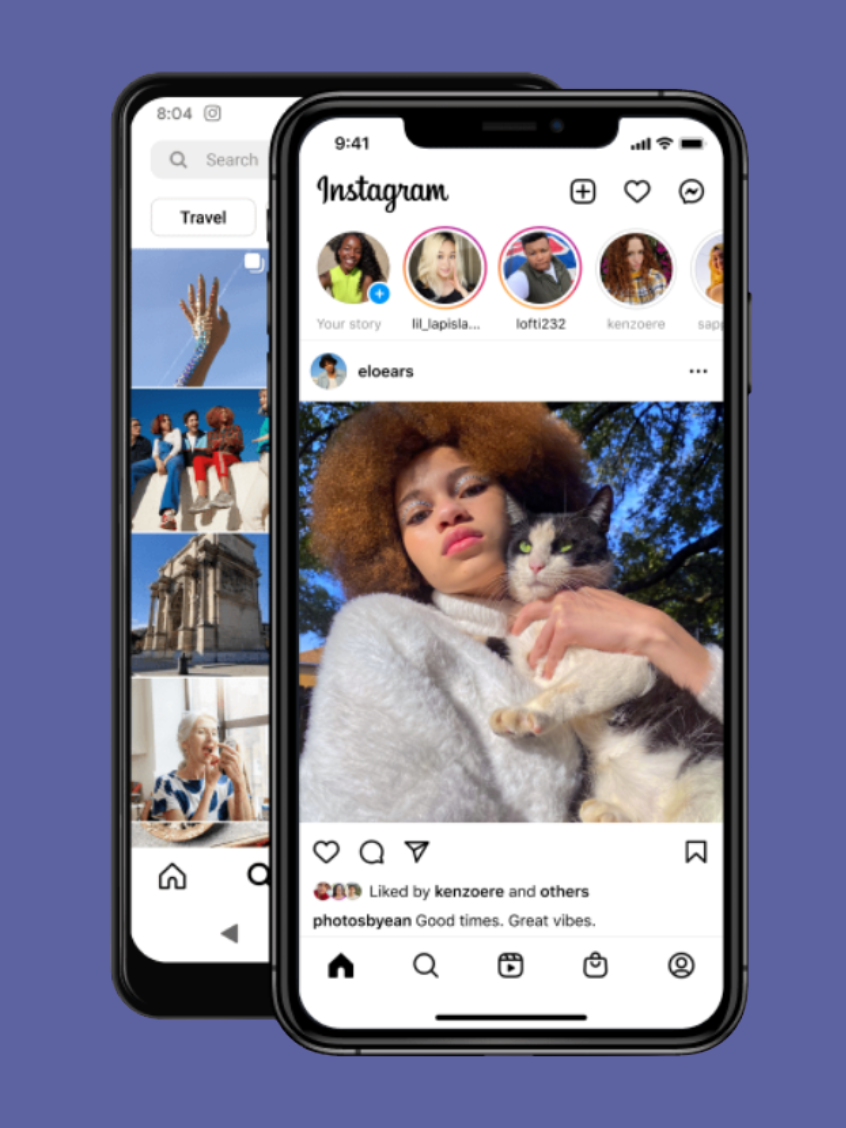 8:04
Search
Travel
9:41
Instagram
Your story
lil_lapisla...
lofti232
kenzoere
sapp
eloears
Liked by kenzoere and others
photosbyean Good times. Great vibes.